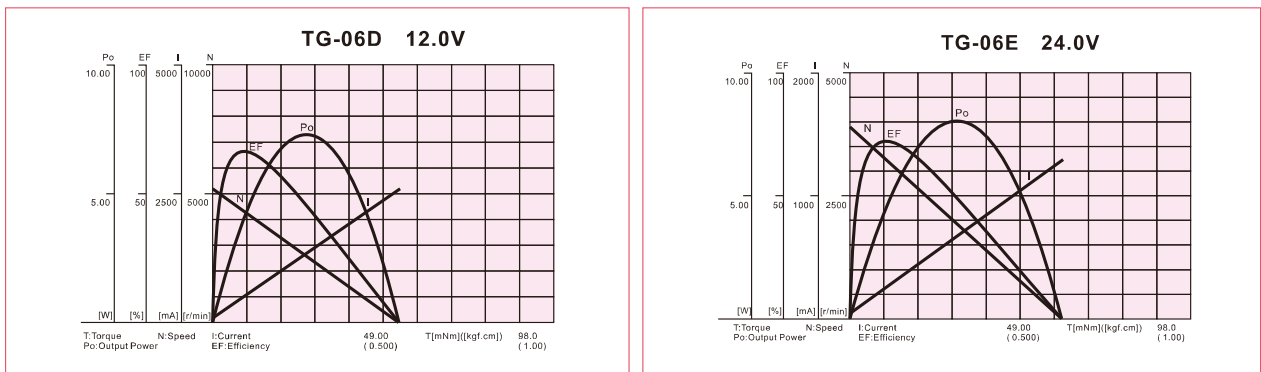 TG-06D 12.0V
Po EF I N
10.00 100 5000 10000
Po
EF
N
I
5.00 50 2500 5000
[W] [%] [mA] [r/min]
T:Torque N:Speed I:Current 49.00 T[mNm]([kgf.cm]) 98.0
Po:Output Power EF:Efficiency (0.500) (1.00)
TG-06E 24.0V
Po EF I N
10.00 100 2000 5000
Po
N
EF
I
5.00 50 1000 2500
[W] [%] [mA] [r/min]
T:Torque N:Speed I:Current 49.00 T[mNm]([kgf.cm]) 98.0
Po:Output Power EF:Efficiency (0.500) (1.00)